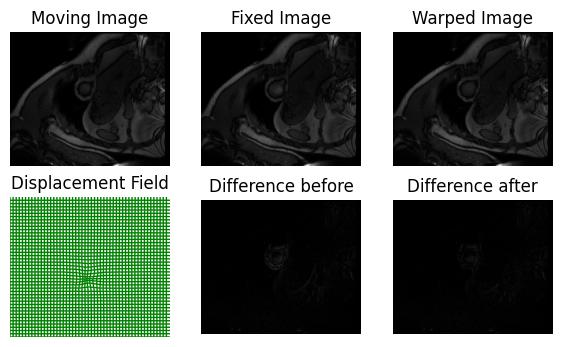 Moving Image
Fixed Image
Warped Image
Displacement Field
Difference before
Difference after